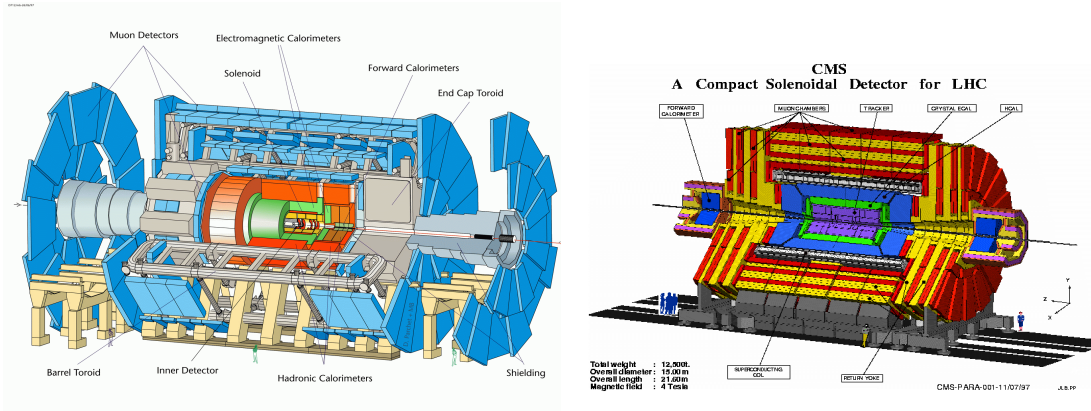 Muon Detectors
Electromagnetic Calorimeters
Solenoid
Forward Calorimeters
End Cap Toroid
Barrel Toroid
Inner Detector
Hadronic Calorimeters
Shielding
CMS
A Compact Solenoidal Detector for LHC
FORWARD
CALORIMETER
MUON CHAMBERS
TRACKER
CRYSTAL ECAL
HCAL
Y
Z
X
Total weight : 12,500t.
Overall diameter : 15.00m
Overall length : 21.60m
Magnetic field : 4 Tesla
SUPERCONDUCTING
COIL
RETURN YOKE
CMS-PARA-001-11/07/97
JLB.PP